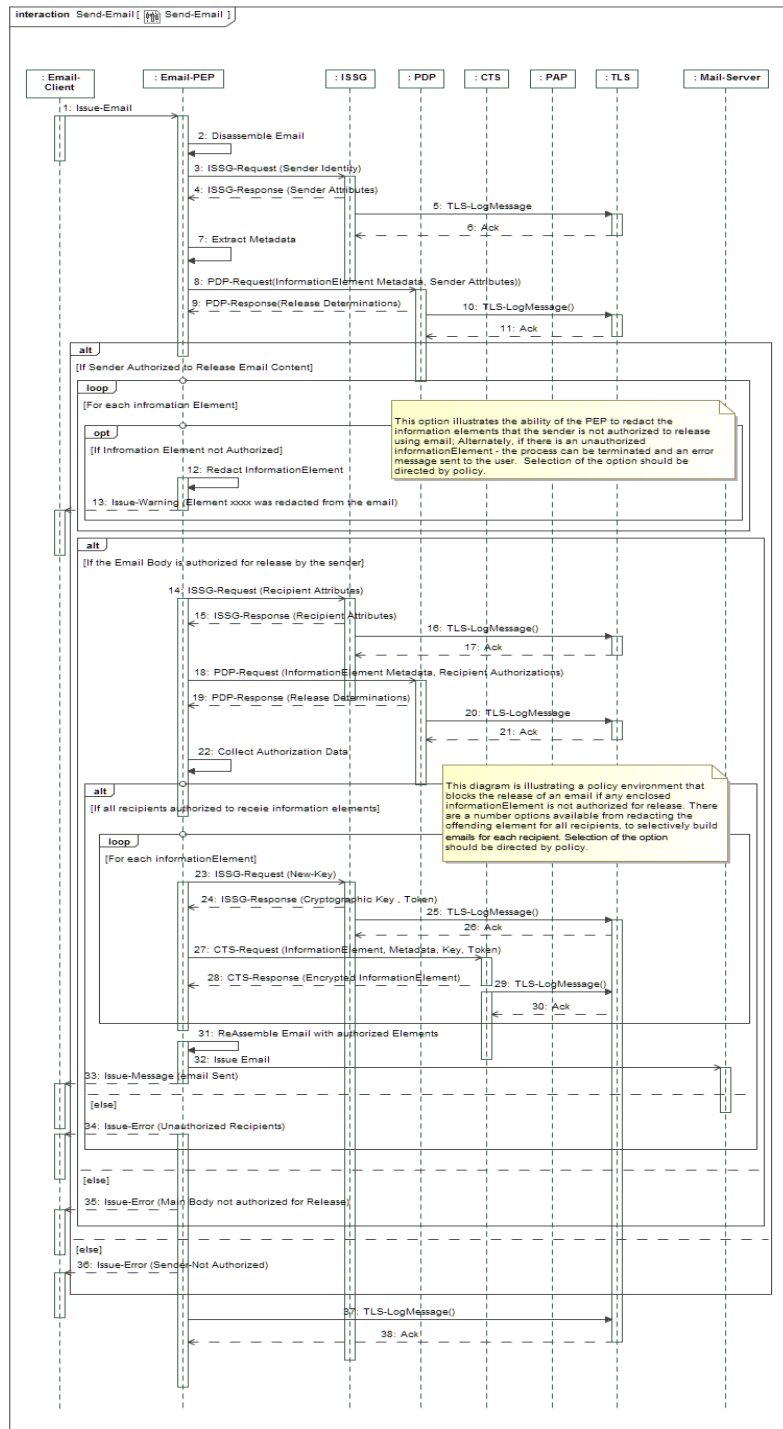 interaction Send-Email [ Send-Email ]
: Email-
Client
: Email-PEP
: ISSG
: PDP
: CTS
: PAP
: TLS
: Mail-Server
1: Issue-Email
2: Disassemble Email
3: ISSG-Request (Sender Identity)
4: ISSG-Response (Sender Attributes)
5: TLS-LogMessage
6: Ack
7: Extract Metadata
8: PDP-Request(InformationElement Metadata, Sender Attributes))
9: PDP-Response(Release Determinations)
10: TLS-LogMessage()
11: Ack
alt
[If Sender Authorized to Release Email Content]
loop
[For each infromation Element]
This option illustrates the ability of the PEP to redact the
information elements that the sender is not authorized to release
using email; Alternately, if there is an unauthorized
informationElement - the process can be terminated and an error
message sent to the user. Selection of the option should be
directed by policy.
opt
[If Infromation Element not Authorized]
12: Redact InformationElement
13: Issue-Warning (Element xxxx was redacted from the email)
alt
[If the Email Body is authorized for release by the sender]
14: ISSG-Request (Recipient Attributes)
15: ISSG-Response (Recipient Attributes)
16: TLS-LogMessage()
17: Ack
18: PDP-Request (InformationElement Metadata, Recipient Authorizations)
19: PDP-Response (Release Determinations)
20: TLS-LogMessage
21: Ack
22: Collect Authorization Data
This diagram is illustrating a policy environment that
blocks the release of an email if any enclosed
informationElement is not authorized for release. There
are a number options available from redacting the
offending element for all recipients, to selectively build
emails for each recipient. Selection of the option
should be directed by policy.
alt
[If all recipients authorized to receie information elements]
loop
[For each informationElement]
23: ISSG-Request (New-Key)
24: ISSG-Response (Cryptographic Key , Token)
25: TLS-LogMessage()
26: Ack
27: CTS-Request (InformationElement, Metadata, Key, Token)
28: CTS-Response (Encrypted InformationElement)
29: TLS-LogMessage()
30: Ack
31: ReAssemble Email with authorized Elements
32: Issue Email
33: Issue-Message (email Sent)
[else]
34: Issue-Error (Unauthorized Recipients)
[else]
35: Issue-Error (Main Body not authorized for Release)
[else]
36: Issue-Error (Sender-Not Authorized)
37: TLS-LogMessage()
38: Ack